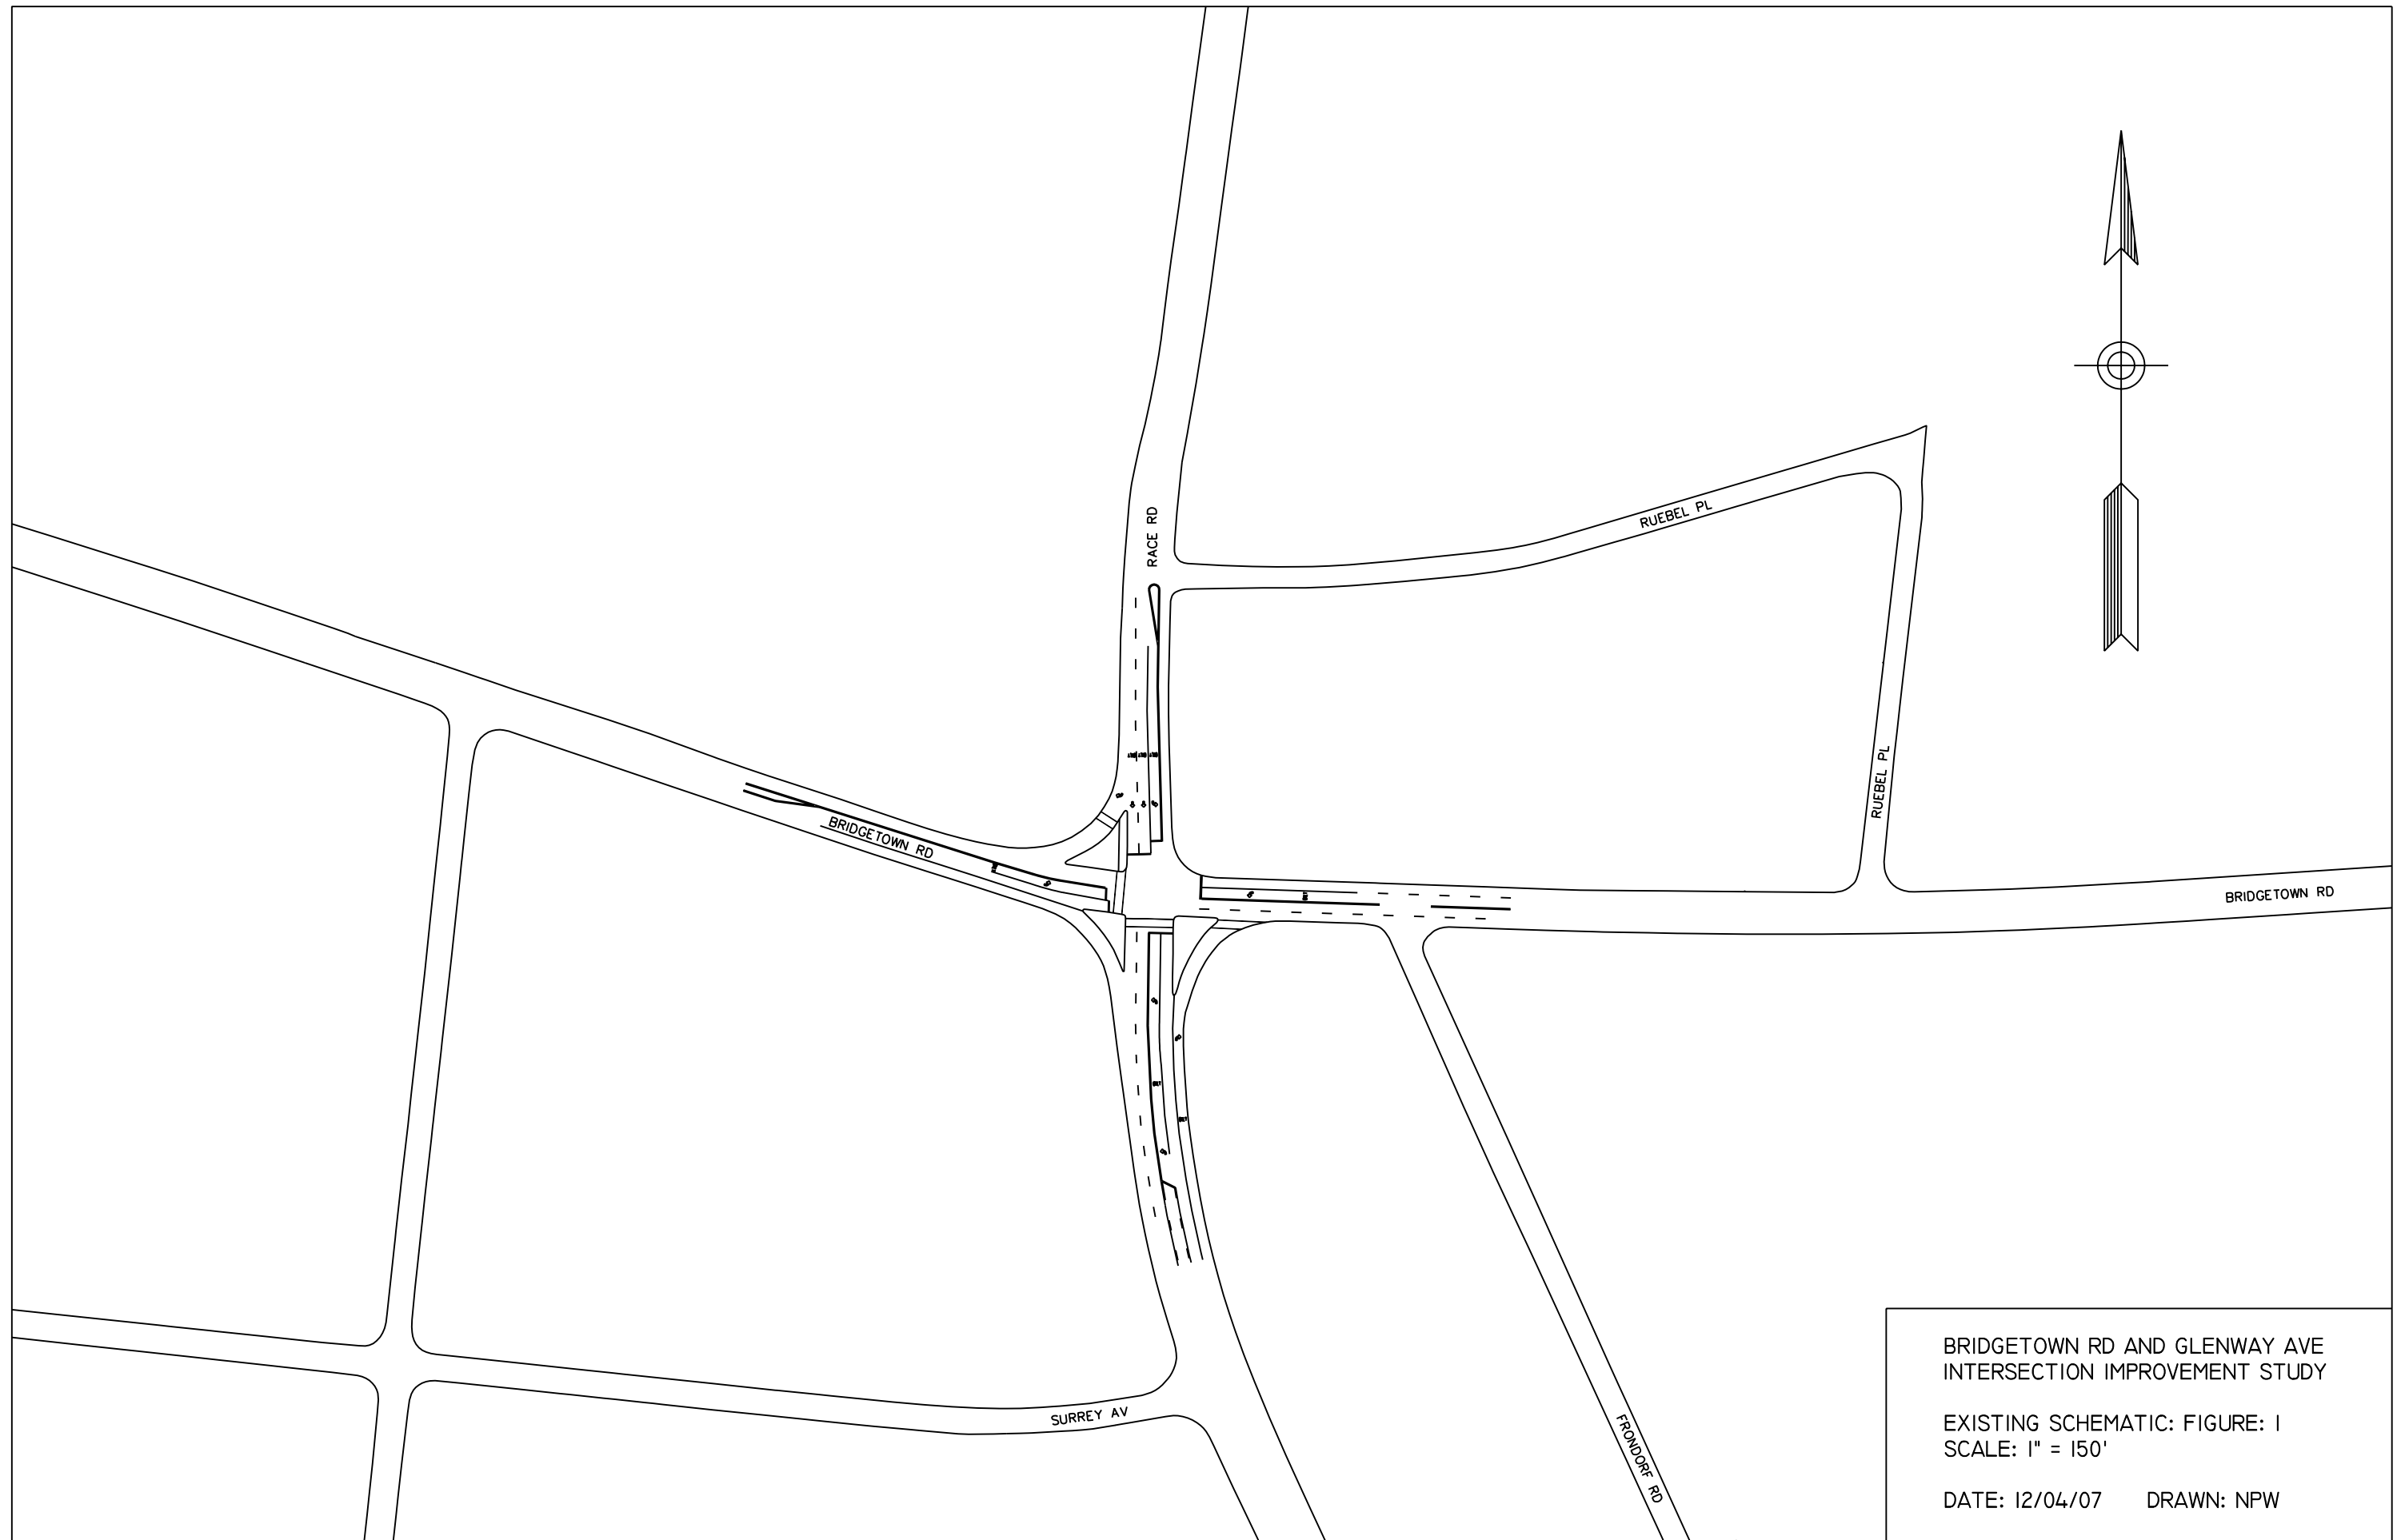 RACE RD
RUEBEL PL
RUEBEL PL
BRIDGETOWN RD
BRIDGETOWN RD
SURREY AV
FRONDORF RD
BRIDGETOWN RD AND GLENWAY AVE
INTERSECTION IMPROVEMENT STUDY
EXISTING SCHEMATIC: FIGURE: 1
SCALE: 1" = 150'
DATE: 12/04/07 DRAWN: NPW